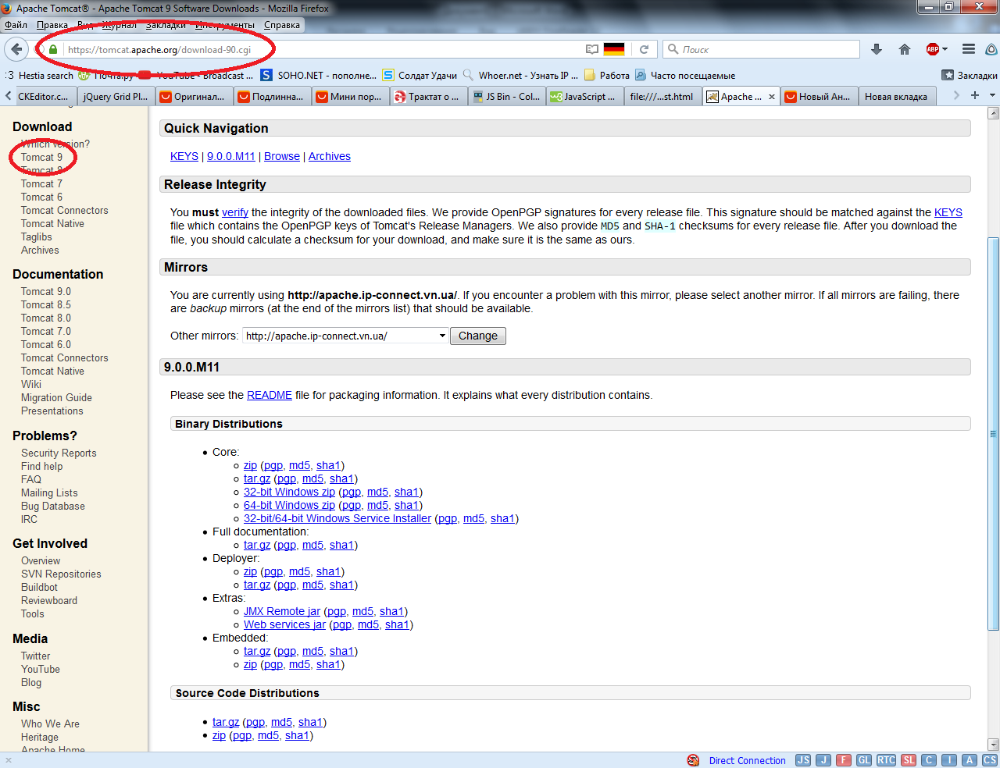 Apache Tomcat® - Apache Tomcat 9 Software Downloads - Mozilla Firefox
Файл Правка Вид Журнал Закладки Инструменты Справка
https://tomcat.apache.org/download-90.cgi
Поиск
ABP
:3 Hestia search Почта.ру YouTube - Broadcast ... SOHO.NET - пополне... Солдат Удачи Whoer.net - Узнать IP ... Работа Часто посещаемые Закладки
CKEditor.c... jQuery Grid Pl... Оригинал... Подлинна... Мини пор... Трактат о ... JS Bin - Col... JavaScript ... file:///...st.html Apache ... Новый Ан... Новая вкладка
Download
Which version?
Tomcat 9
Tomcat 8
Tomcat 7
Tomcat 6
Tomcat Connectors
Tomcat Native
Taglibs
Archives
Documentation
Tomcat 9.0
Tomcat 8.5
Tomcat 8.0
Tomcat 7.0
Tomcat 6.0
Tomcat Connectors
Tomcat Native
Wiki
Migration Guide
Presentations
Problems?
Security Reports
Find help
FAQ
Mailing Lists
Bug Database
IRC
Get Involved
Overview
SVN Repositories
Buildbot
Reviewboard
Tools
Media
Twitter
YouTube
Blog
Misc
Who We Are
Heritage
Apache Home
Quick Navigation
KEYS | 9.0.0.M11 | Browse | Archives
Release Integrity
You must verify the integrity of the downloaded files. We provide OpenPGP signatures for every release file. This signature should be matched against the KEYS
file which contains the OpenPGP keys of Tomcat's Release Managers. We also provide MD5 and SHA-1 checksums for every release file. After you download the
file, you should calculate a checksum for your download, and make sure it is the same as ours.
Mirrors
You are currently using http://apache.ip-connect.vn.ua/. If you encounter a problem with this mirror, please select another mirror. If all mirrors are failing, there
are backup mirrors (at the end of the mirrors list) that should be available.
Other mirrors: http://apache.ip-connect.vn.ua/ Change
9.0.0.M11
Please see the README file for packaging information. It explains what every distribution contains.
Binary Distributions
Core:
zip (pgp, md5, sha1)
tar.gz (pgp, md5, sha1)
32-bit Windows zip (pgp, md5, sha1)
64-bit Windows zip (pgp, md5, sha1)
32-bit/64-bit Windows Service Installer (pgp, md5, sha1)
Full documentation:
tar.gz (pgp, md5, sha1)
Deployer:
zip (pgp, md5, sha1)
tar.gz (pgp, md5, sha1)
Extras:
JMX Remote jar (pgp, md5, sha1)
Web services jar (pgp, md5, sha1)
Embedded:
tar.gz (pgp, md5, sha1)
zip (pgp, md5, sha1)
Source Code Distributions
tar.gz (pgp, md5, sha1)
zip (pgp, md5, sha1)
Direct Connection JS J F GL RTC SL C I A CS